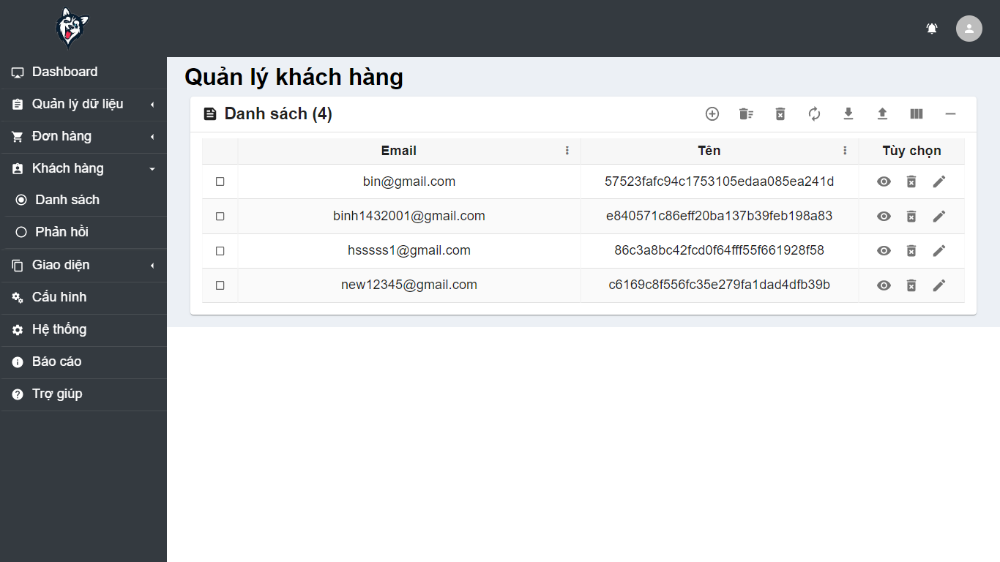 Dashboard
Quản lý dữ liệu
Đơn hàng
Khách hàng
Danh sách
Phản hồi
Giao diện
Cấu hình
Hệ thống
Báo cáo
Trợ giúp
Quản lý khách hàng
Danh sách (4)
Email Tên Tùy chọn
bin@gmail.com 57523fafc94c1753105edaa085ea241d
binh1432001@gmail.com e840571c86eff20ba137b39feb198a83
hsssss1@gmail.com 86c3a8bc42fcd0f64fff55f661928f58
new12345@gmail.com c6169c8f556fc35e279fa1dad4dfb39b